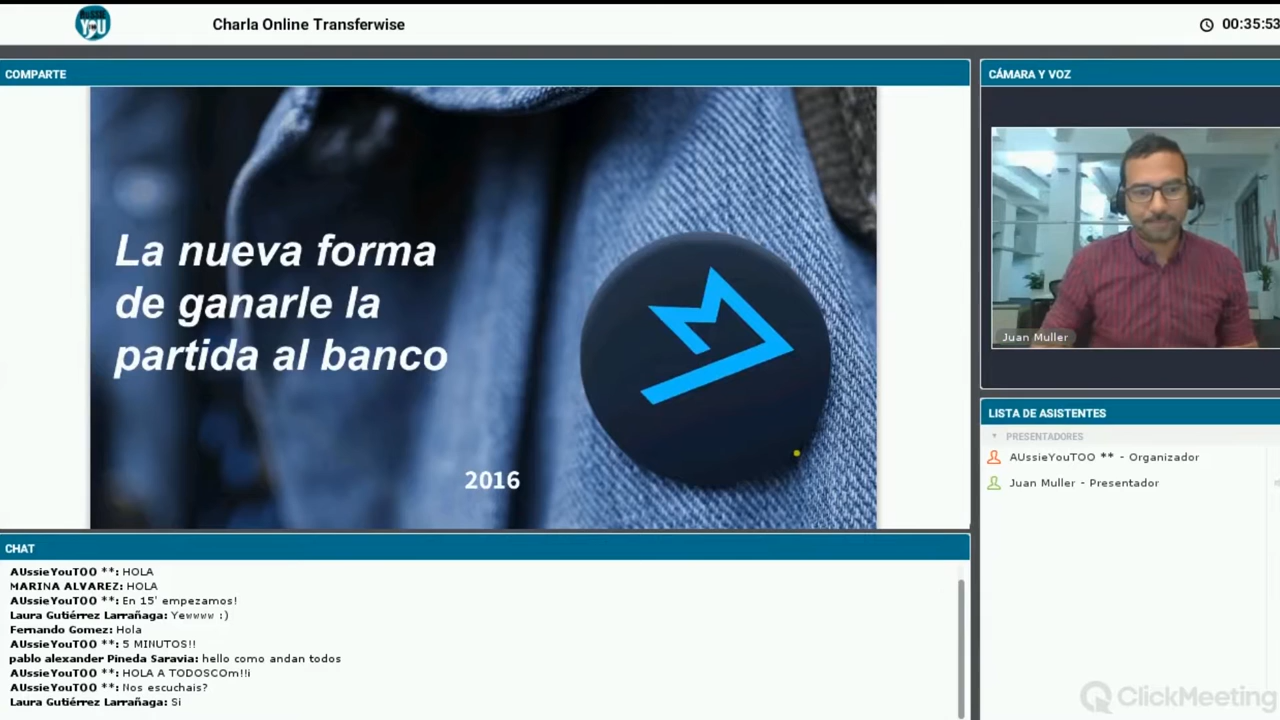 AUSSIE
YOU
Charla Online Transferwise
00:35:53
COMPARTE
La nueva forma
de ganarle la
partida al banco
2016
CÁMARA Y VOZ
Juan Muller
LISTA DE ASISTENTES
PRESENTADORES
AUssieYouTOO ** - Organizador
Juan Muller - Presentador
CHAT
AUssieYouTOO **: HOLA
MARINA ALVAREZ: HOLA
AUssieYouTOO **: En 15' empezamos!
Laura Gutiérrez Larrañaga: Yewwww :)
Fernando Gomez: Hola
AUssieYouTOO **: 5 MINUTOS!!
pablo alexander Pineda Saravia: hello como andan todos
AUssieYouTOO **: HOLA A TODOSCOm!!i
AUssieYouTOO **: Nos escuchais?
Laura Gutiérrez Larrañaga: Si
ClickMeeting